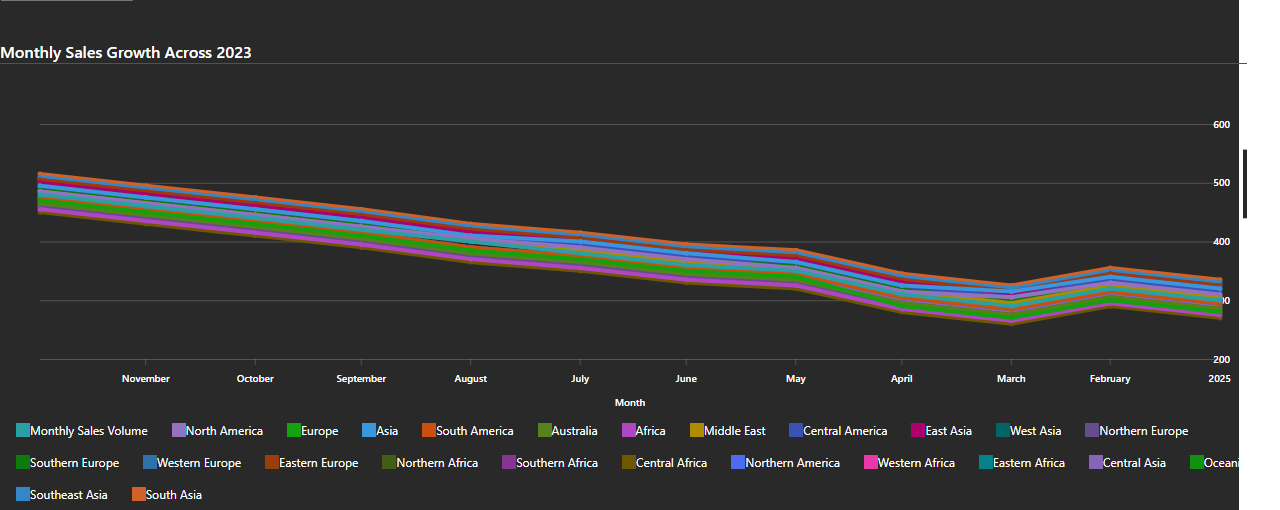 Monthly Sales Growth Across 2023
600
500
400
300
200
November October September August July June May April March February 2025
Month
Monthly Sales Volume North America Europe Asia South America Australia Africa Middle East Central America East Asia West Asia Northern Europe
Southern Europe Western Europe Eastern Europe Northern Africa Southern Africa Central Africa Northern America Western Africa Eastern Africa Central Asia Oceani
Southeast Asia South Asia